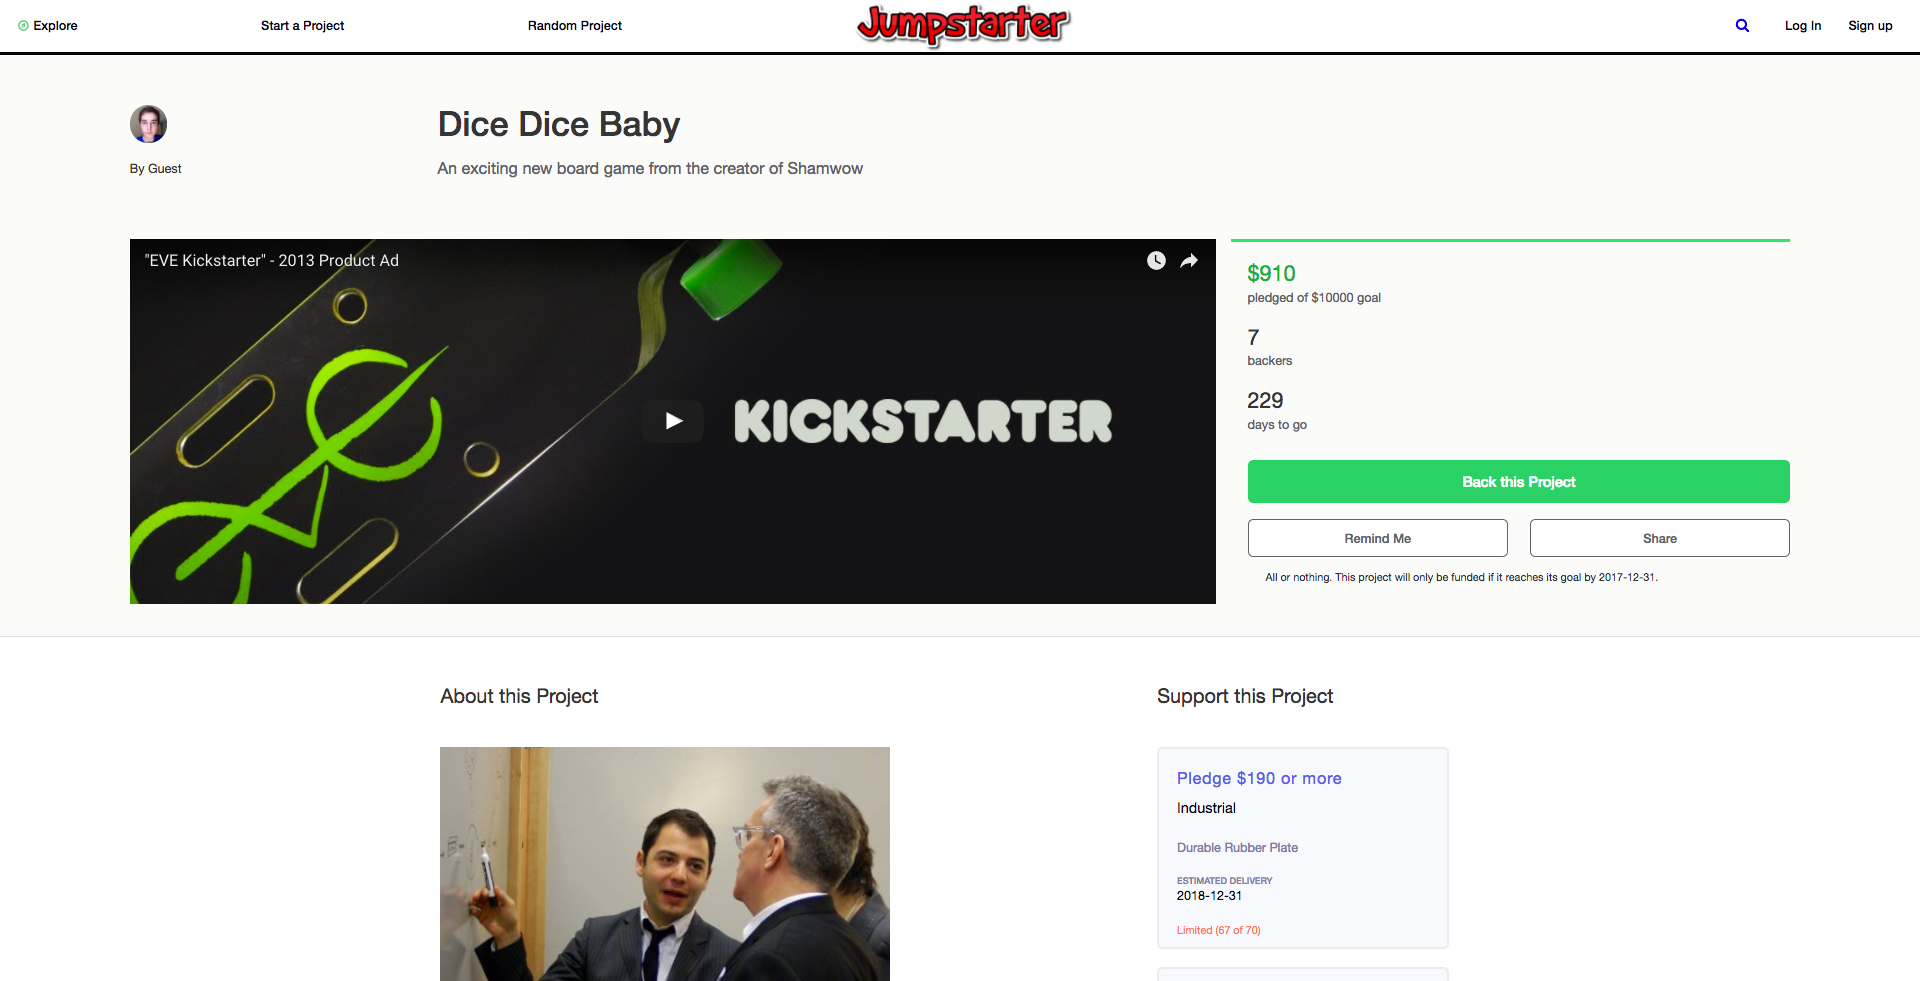 Explore
Start a Project
Random Project
Jumpstarter
Log In
Sign up
By Guest
Dice Dice Baby
An exciting new board game from the creator of Shamwow
"EVE Kickstarter" - 2013 Product Ad
KICKSTARTER
$910
pledged of $10000 goal
7
backers
229
days to go
Back this Project
Remind Me
Share
All or nothing. This project will only be funded if it reaches its goal by 2017-12-31.
About this Project
Support this Project
Pledge $190 or more
Industrial
Durable Rubber Plate
ESTIMATED DELIVERY
2018-12-31
Limited (67 of 70)